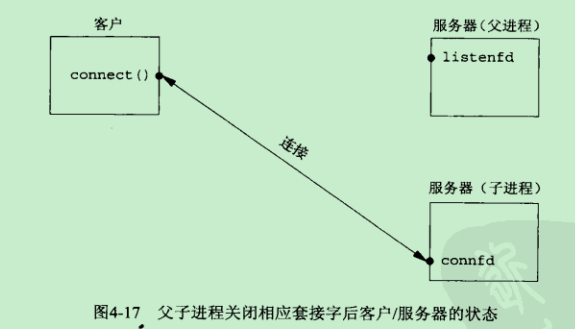 客户
服务器(父进程)
connect()
listenfd
连接
服务器（子进程）
connfd
图4-17 父子进程关闭相应套接字后客户/服务器的状态